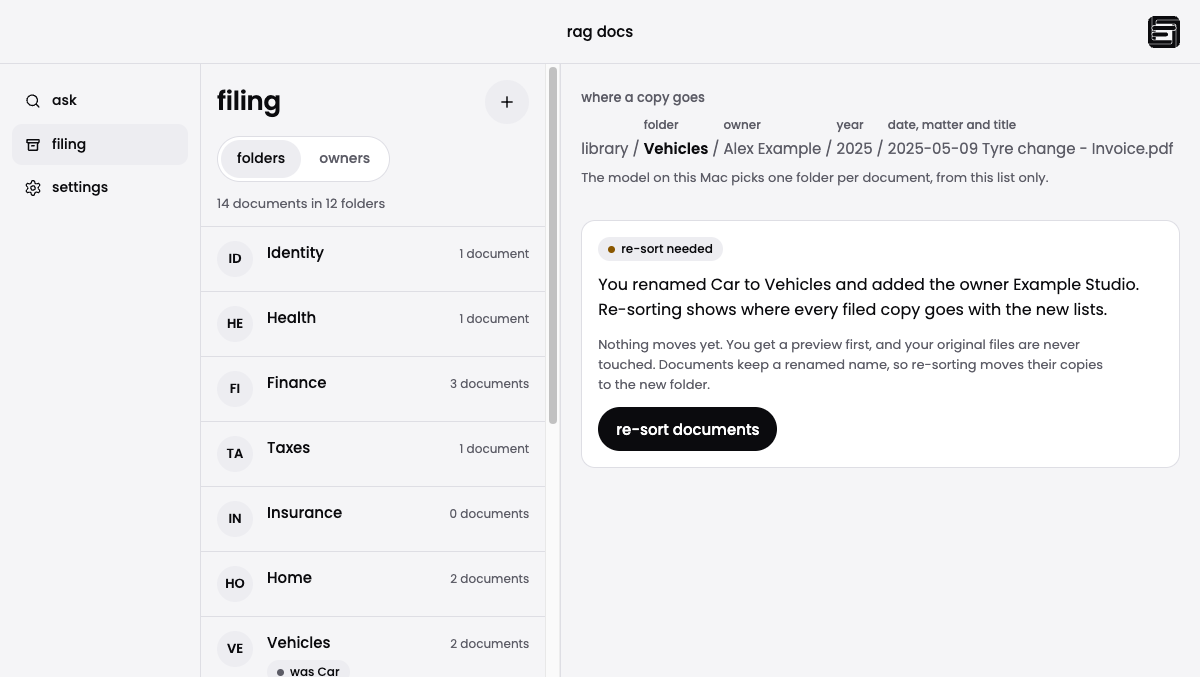 rag docs
ask
filing
settings
filing
+
folders owners
14 documents in 12 folders
ID Identity 1 document
HE Health 1 document
FI Finance 3 documents
TA Taxes 1 document
IN Insurance 0 documents
HO Home 2 documents
VE Vehicles 2 documents
was Car
where a copy goes
folder owner year date, matter and title
library / Vehicles / Alex Example / 2025 / 2025-05-09 Tyre change - Invoice.pdf
The model on this Mac picks one folder per document, from this list only.
re-sort needed
You renamed Car to Vehicles and added the owner Example Studio.
Re-sorting shows where every filed copy goes with the new lists.
Nothing moves yet. You get a preview first, and your original files are never
touched. Documents keep a renamed name, so re-sorting moves their copies
to the new folder.
re-sort documents